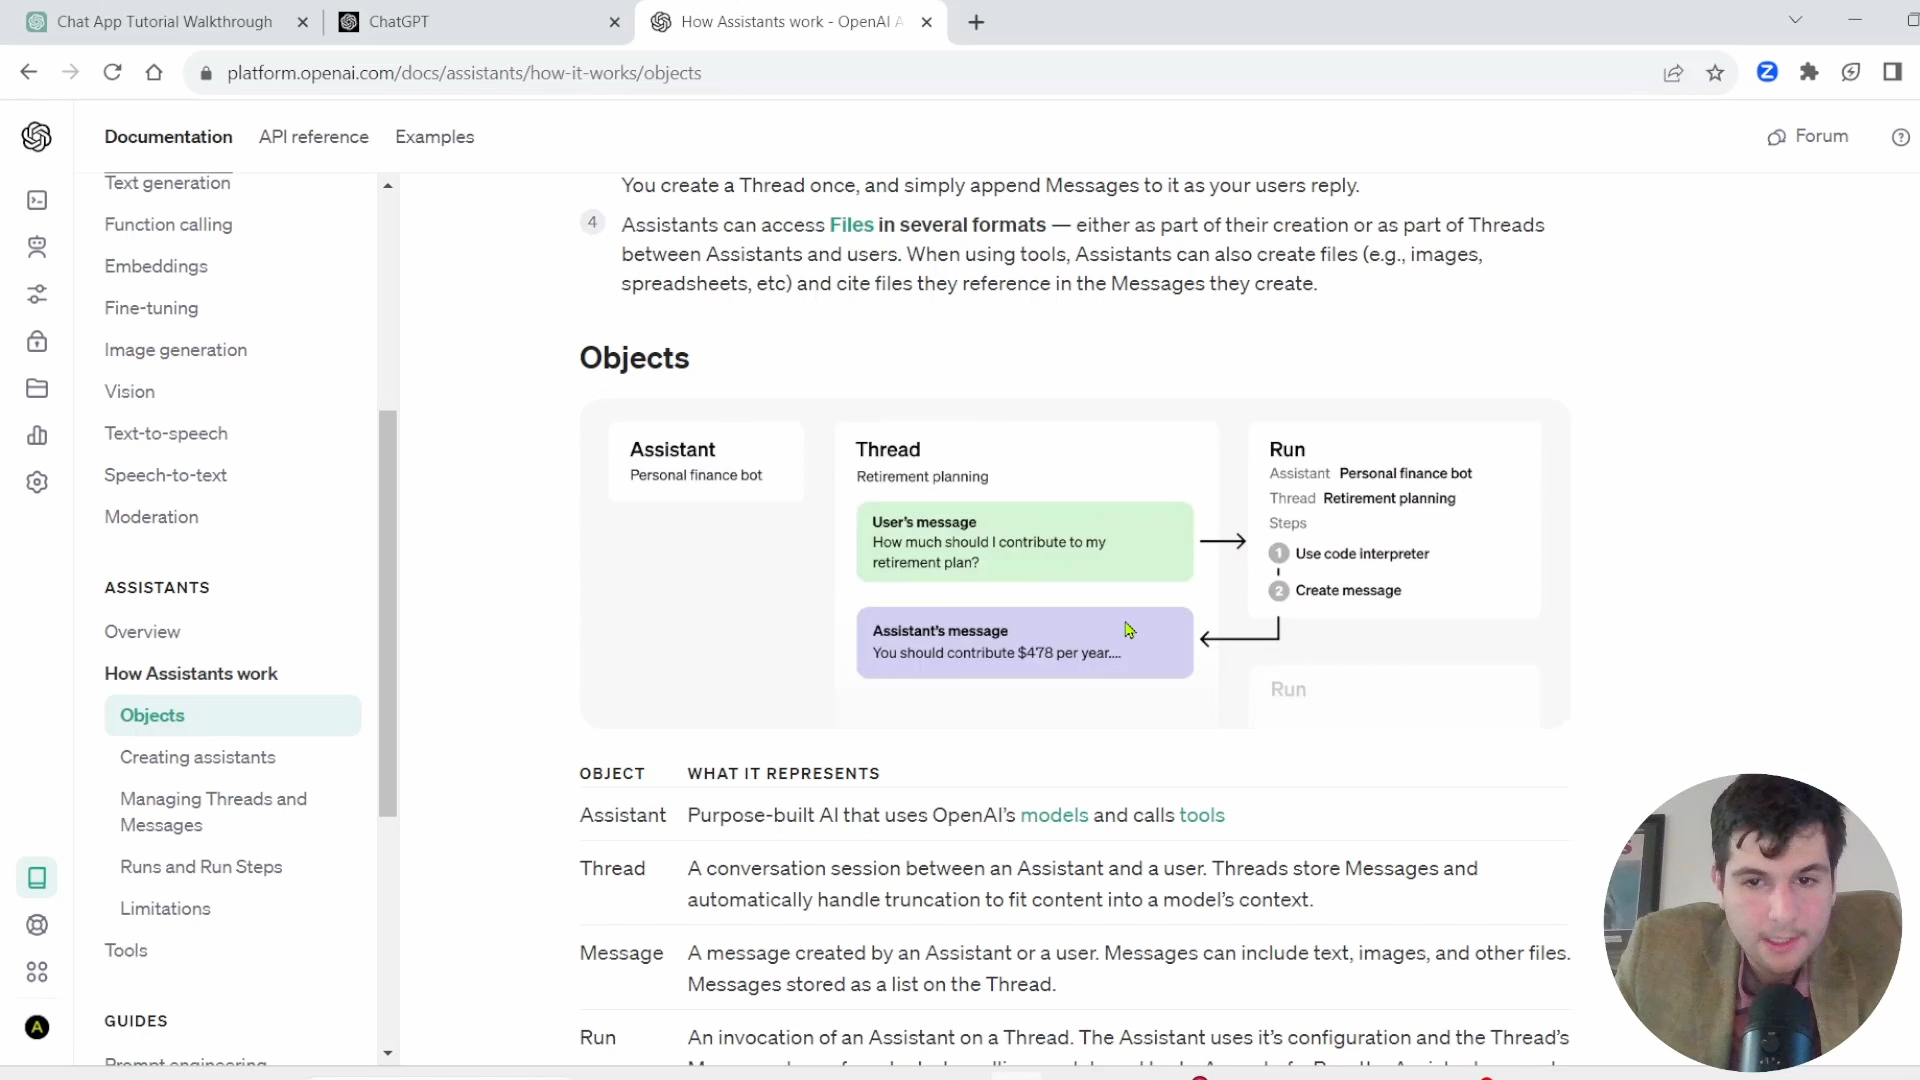 Chat App Tutorial Walkthrough
ChatGPT
How Assistants work - OpenAI A
platform.openai.com/docs/assistants/how-it-works/objects
Z
Documentation
API reference
Examples
Forum
Text generation
Function calling
Embeddings
Fine-tuning
Image generation
Vision
Text-to-speech
Speech-to-text
Moderation
ASSISTANTS
Overview
How Assistants work
Objects
Creating assistants
Managing Threads and
Messages
Runs and Run Steps
Limitations
Tools
GUIDES
Prompt engineering
A
You create a Thread once, and simply append Messages to it as your users reply.
4 Assistants can access Files in several formats — either as part of their creation or as part of Threads
between Assistants and users. When using tools, Assistants can also create files (e.g., images,
spreadsheets, etc) and cite files they reference in the Messages they create.
Objects
Assistant
Personal finance bot
Thread
Retirement planning
User's message
How much should I contribute to my
retirement plan?
Assistant's message
You should contribute $478 per year....
Run
Assistant Personal finance bot
Thread Retirement planning
Steps
1 Use code interpreter
2 Create message
Run
OBJECT WHAT IT REPRESENTS
Assistant Purpose-built AI that uses OpenAI's models and calls tools
Thread A conversation session between an Assistant and a user. Threads store Messages and
automatically handle truncation to fit content into a model's context.
Message A message created by an Assistant or a user. Messages can include text, images, and other files.
Messages stored as a list on the Thread.
Run An invocation of an Assistant on a Thread. The Assistant uses it's configuration and the Thread's